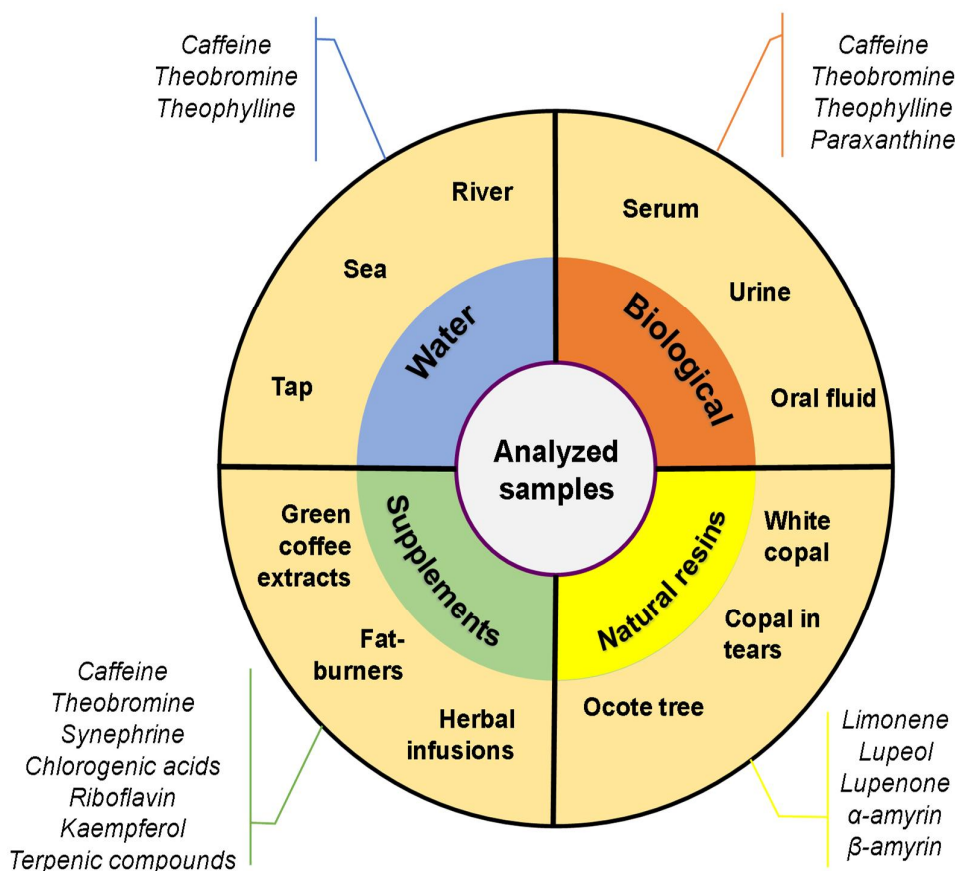 Caffeine
Theobromine
Theophylline
Caffeine
Theobromine
Theophylline
Paraxanthine
River
Sea
Tap
Water
Serum
Urine
Oral fluid
Biological
Analyzed
samples
Green
coffee
extracts
Fat-
burners
Herbal
infusions
Supplements
White
copal
Copal in
tears
Ocote tree
Natural resins
Caffeine
Theobromine
Synephrine
Chlorogenic acids
Riboflavin
Kaempferol
Terpenic compounds
Limonene
Lupeol
Lupenone
α-amyrin
β-amyrin